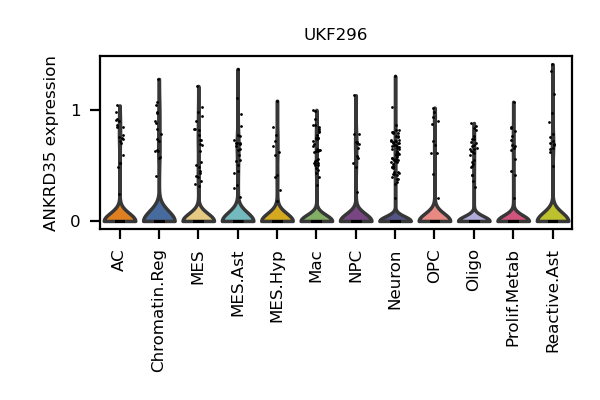 UKF296
ANKRD35 expression
1
0
AC
Chromatin.Reg
MES
MES.Ast
MES.Hyp
Mac
NPC
Neuron
OPC
Oligo
Prolif.Metab
Reactive.Ast